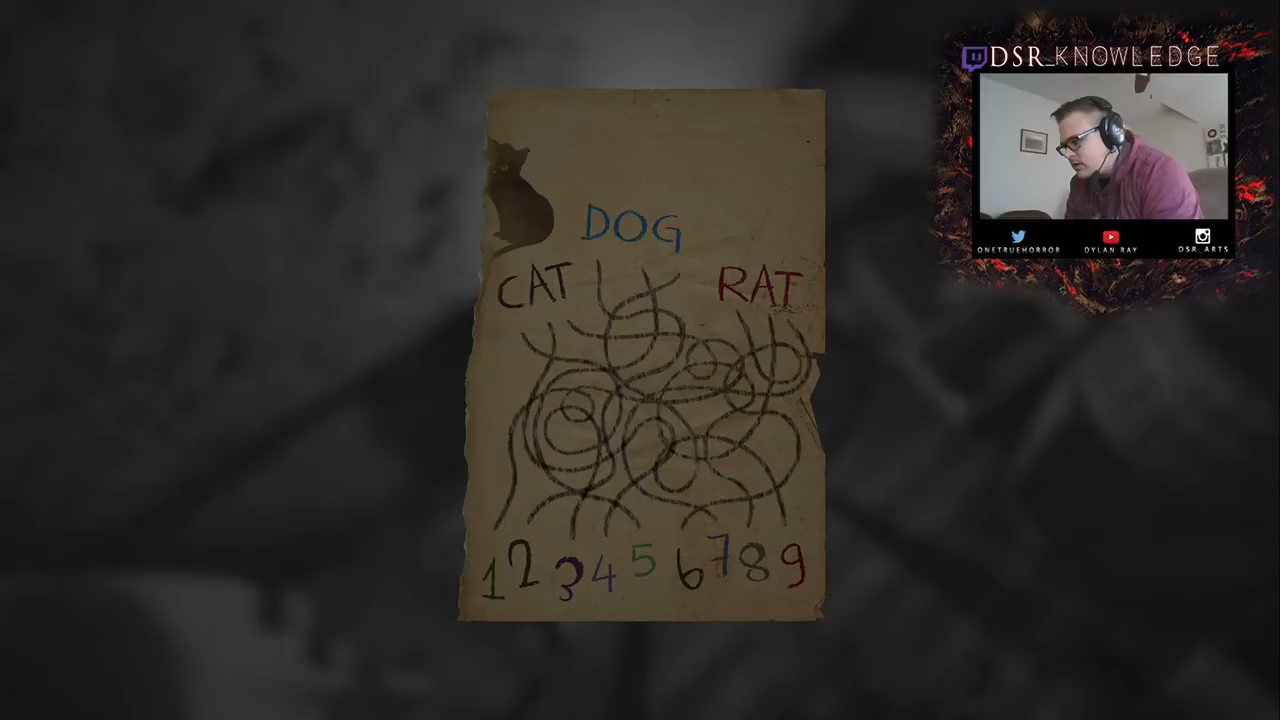 DSR_KNOWLEDGE
ONETRUEHORROR DYLAN RAY DSR_ARTS
DOG
CAT RAT
1 2 3 4 5 6 7 8 9